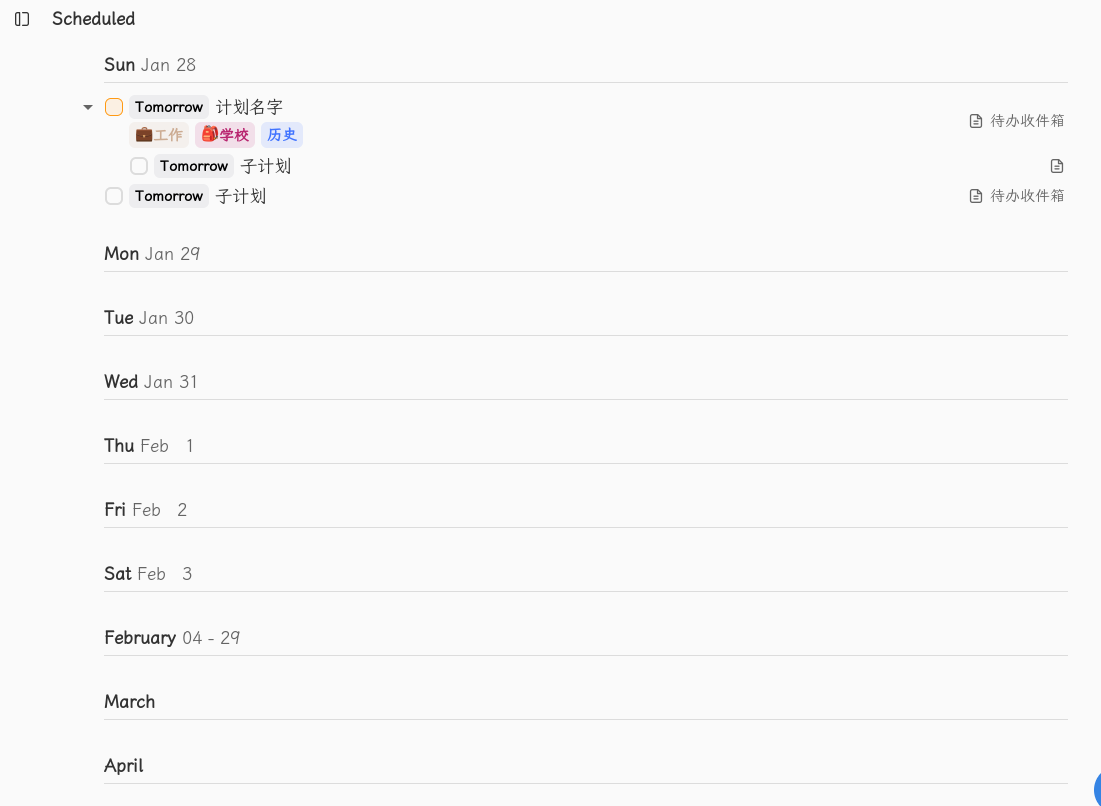 Scheduled
Sun Jan 28
Tomorrow 计划名字
待办收件箱
💼工作 🎒学校 历史
Tomorrow 子计划
Tomorrow 子计划 待办收件箱
Mon Jan 29
Tue Jan 30
Wed Jan 31
Thu Feb 1
Fri Feb 2
Sat Feb 3
February 04 - 29
March
April